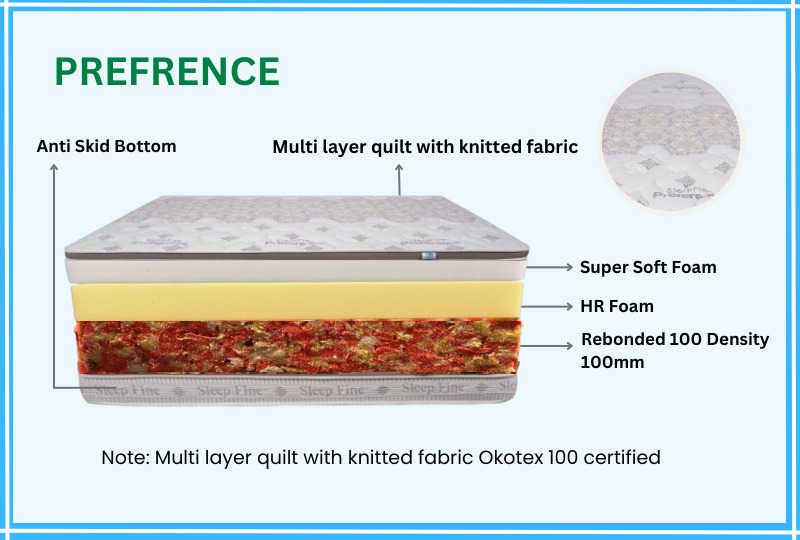 PREFRENCE
Anti Skid Bottom
Multi layer quilt with knitted fabric
Super Soft Foam
HR Foam
Rebonded 100 Density
100mm
Sleep Fine Sleep Fine Sleep Fine Sleep Fine
Note: Multi layer quilt with knitted fabric Okotex 100 certified